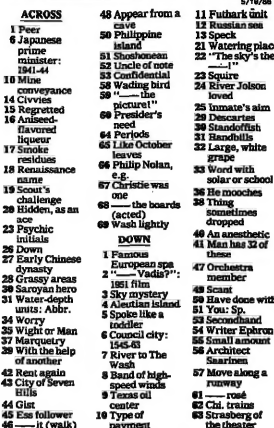 5/10/88
ACROSS
1 Peer
6 Japanese
prime
minister:
1941-44
10 Mine
conveyance
14 Civvies
15 Regretted
16 Aniseed-
flavored
liqueur
17 Smoke
residues
18 Renaissance
name
19 Scout's
challenge
20 Hidden, as an
ace
23 Psychic
initials
26 Down
27 Early Chinese
dynasty
28 Grassy areas
30 Saroyan hero
31 Water-depth
units: Abbr.
34 Worry
35 Wight or Man
37 Marquetry
39 With the help
of another
42 Rent again
43 City of Seven
Hills
44 Gist
45 Ess follower
46 it (walk)
48 Appear from a
cave
50 Philippine
island
51 Shoshonean
52 Uncle of note
53 Confidential
58 Wading bird
59 "—— the
picture!"
60 President's
need
64 Periods
65 Like October
leaves
66 Philip Nolan,
e.g.
67 Christie was
one
68 —— the boards
(acted)
69 Wash lightly
DOWN
1 Famous
European spa
2 "—— Vadis?":
1951 film
3 Sky mystery
4 Aleutian island
5 Spoke like a
toddler
6 Council city:
1545-63
7 River to The
Wash
8 Band of high-
speed winds
9 Texas oil
center
10 Type of
payment
11 Futhark unit
12 Russian sea
13 Speck
21 Watering place
22 "The sky's the
——!"
23 Squire
24 River Jolson
loved
25 Inmate's aim
29 Descartes
30 Standoffish
31 Handbills
32 Large, white
grape
33 Word with
solar or school
36 He mooches
38 Thing
sometimes
dropped
40 An anesthetic
41 Man has 32 of
these
47 Orchestra
member
49 Scant
50 Have done with
51 You: Sp.
53 Secondhand
54 Writer Ephron
55 Small amount
56 Architect
Saarinen
57 Move along a
runway
61 —— rosé
62 Chi. trains
63 Strasberg of
the theater